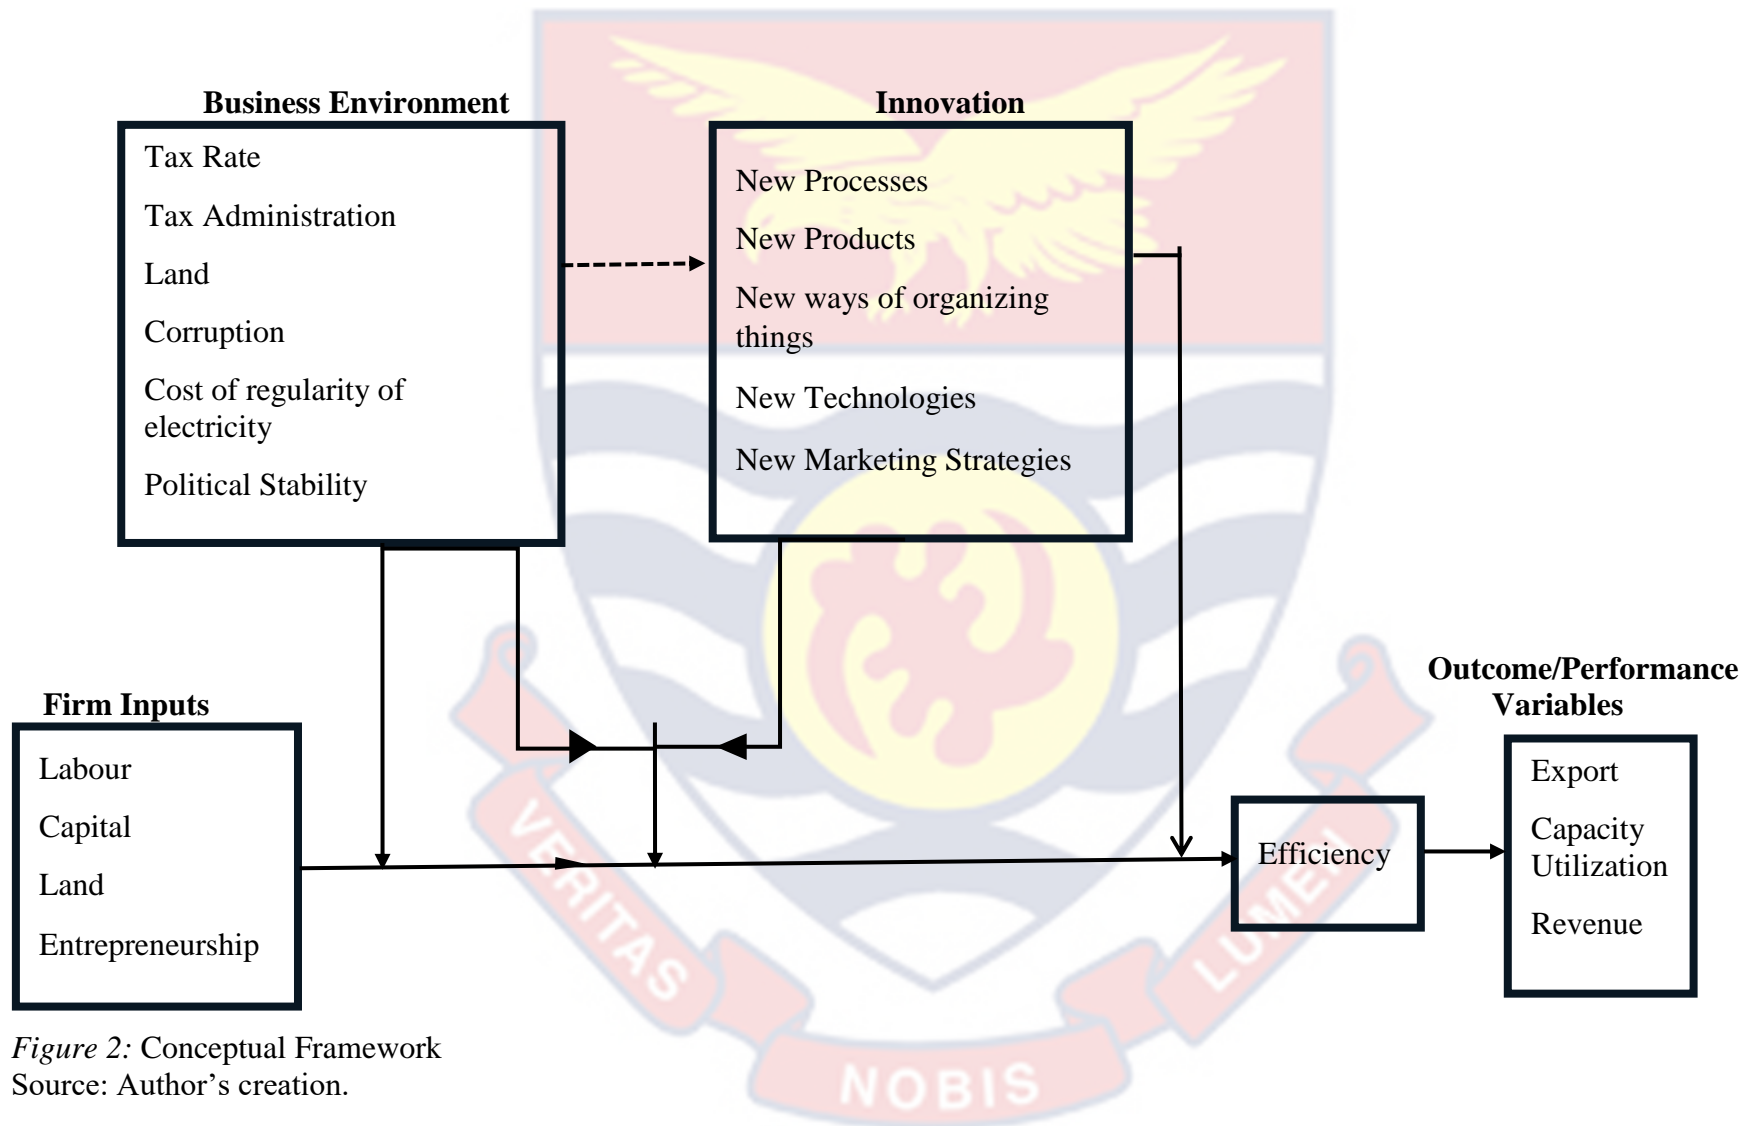 Business Environment
Tax Rate
Tax Administration
Land
Corruption
Cost of regularity of
electricity
Political Stability
Innovation
New Processes
New Products
New ways of organizing
things
New Technologies
New Marketing Strategies
Firm Inputs
Labour
Capital
Land
Entrepreneurship
Efficiency
Outcome/Performance
Variables
Export
Capacity
Utilization
Revenue
VERITAS
NOBIS
LUMEN
Figure 2: Conceptual Framework
Source: Author’s creation.